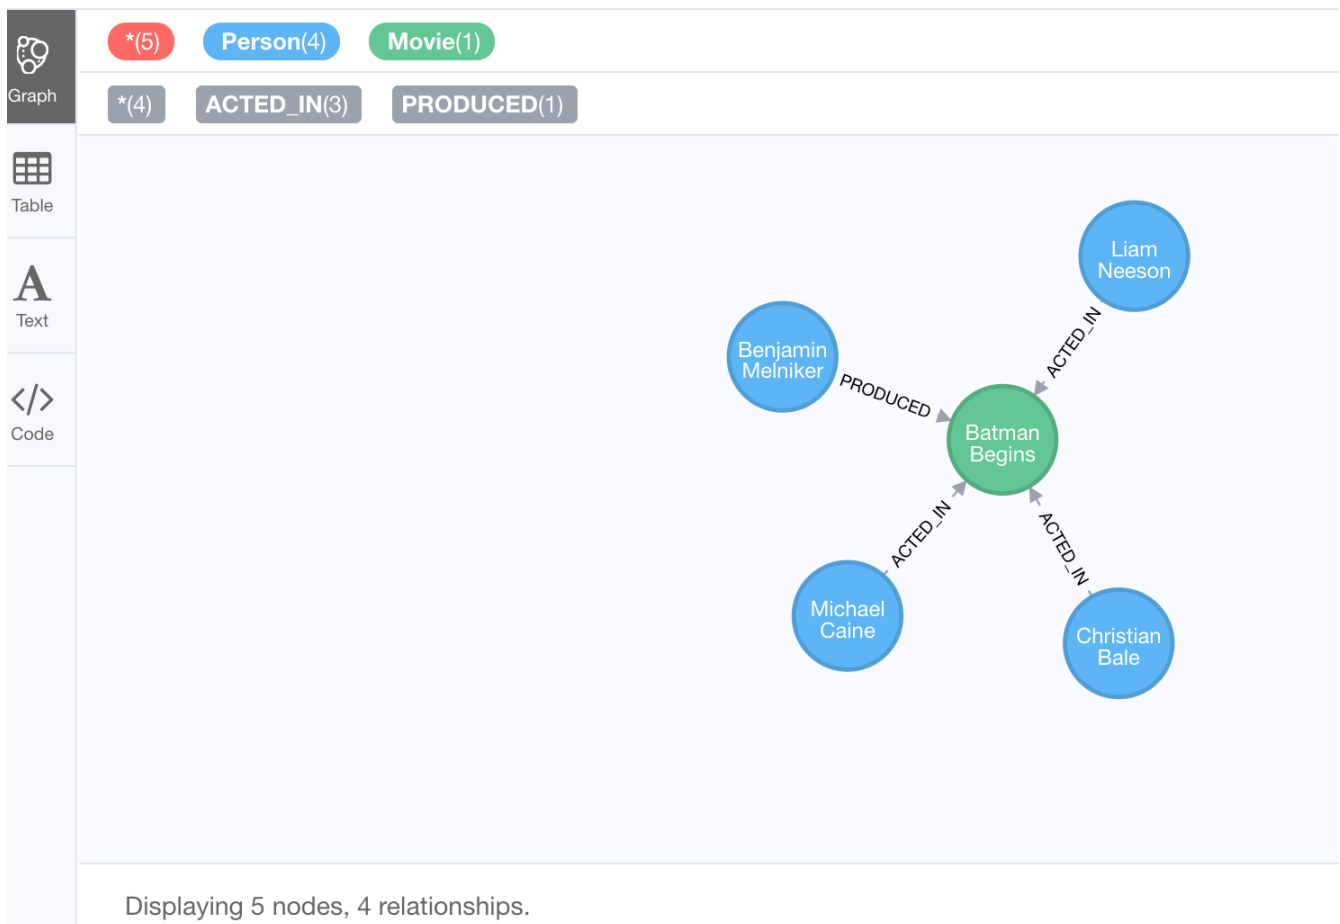 *(5) Person(4) Movie(1)
Graph
*(4) ACTED_IN(3) PRODUCED(1)
Table
Text
Code
Liam
Neeson
ACTED_IN
Benjamin
Melniker
PRODUCED
Batman
Begins
ACTED_IN
ACTED_IN
Michael
Caine
Christian
Bale
Displaying 5 nodes, 4 relationships.